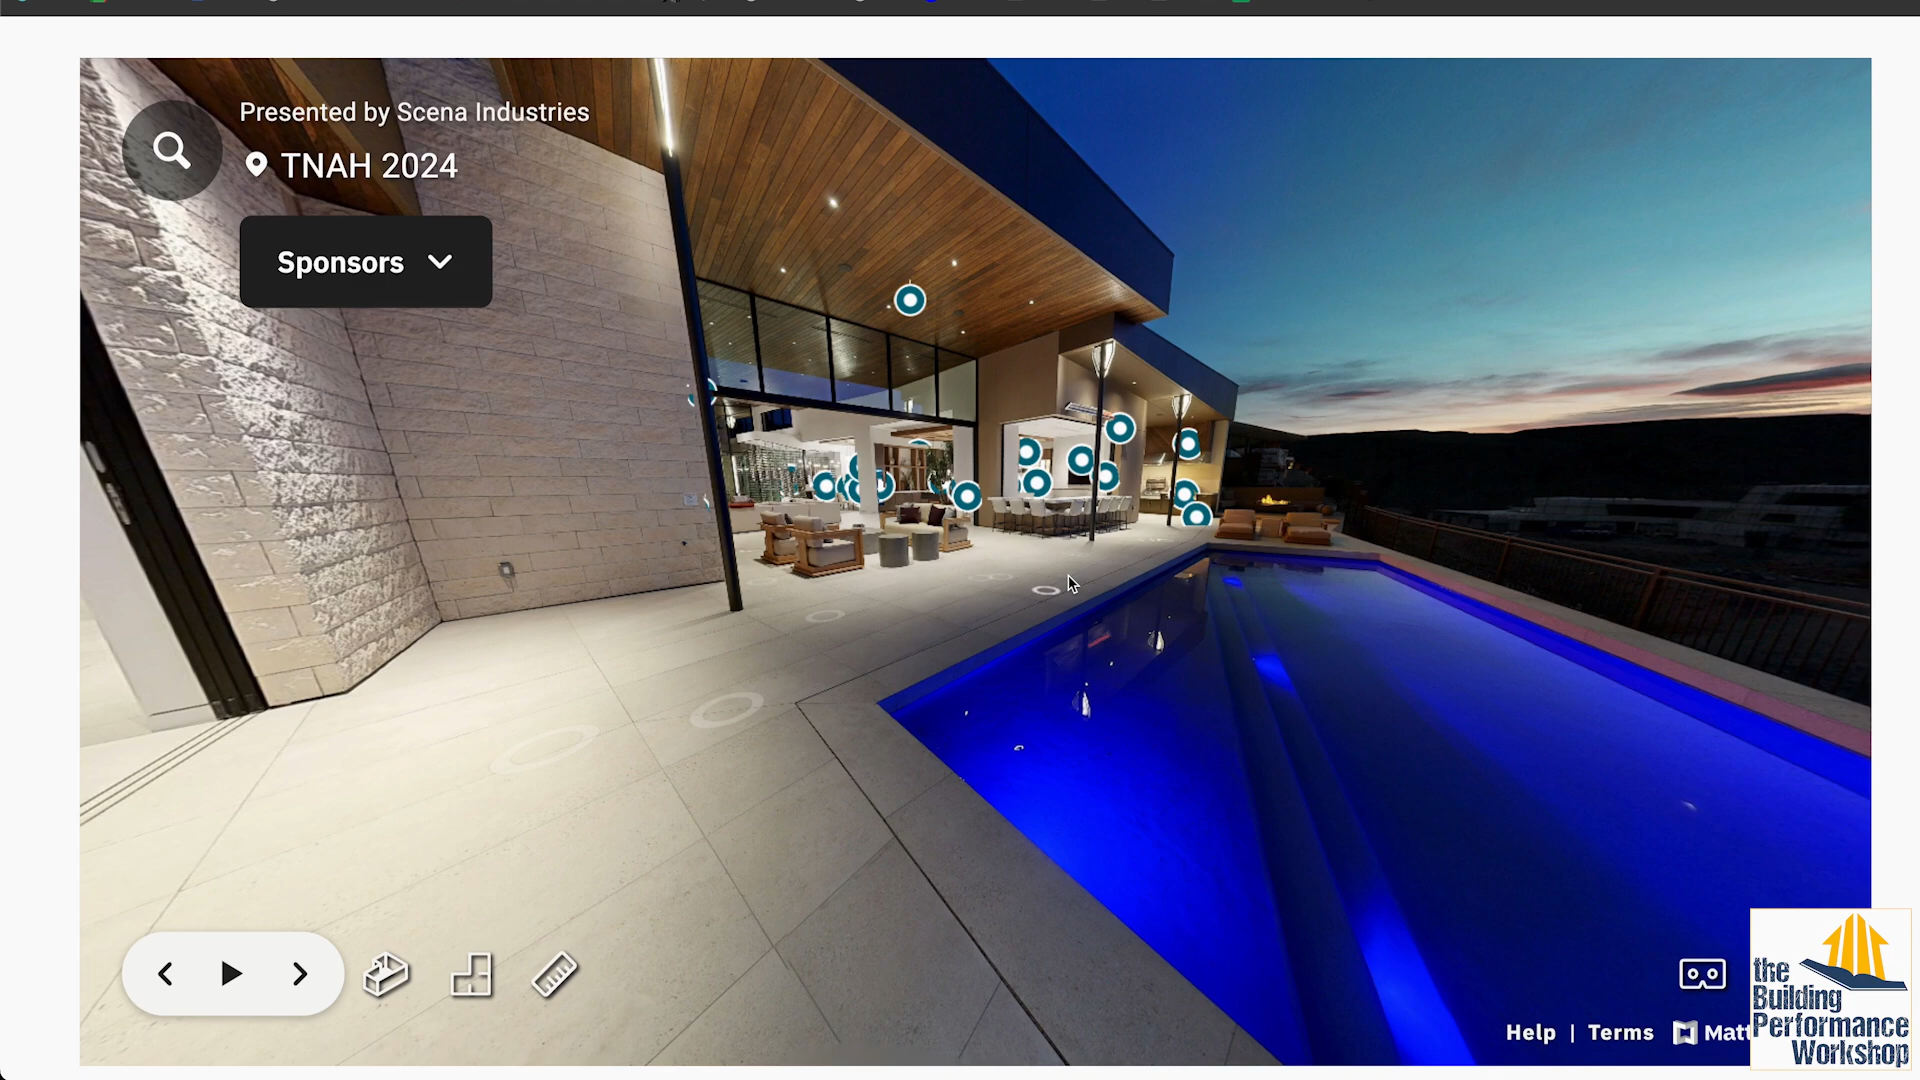 Presented by Scena Industries
TNAH 2024
Sponsors
Help | Terms
Matt
the
Building
Performance
Workshop